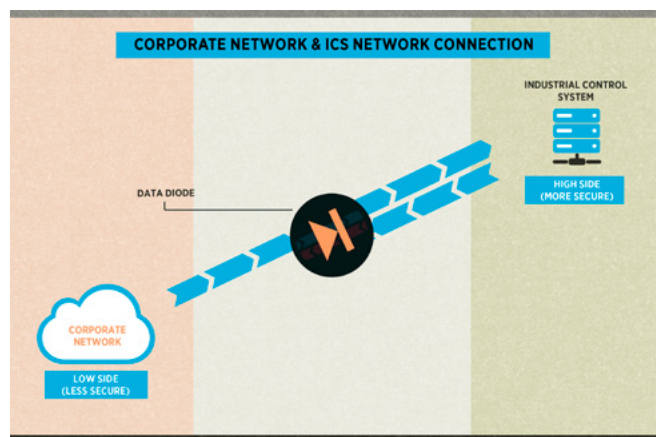 CORPORATE NETWORK & ICS NETWORK CONNECTION
INDUSTRIAL CONTROL
SYSTEM
HIGH SIDE
(MORE SECURE)
DATA DIODE
CORPORATE
NETWORK
LOW SIDE
(LESS SECURE)